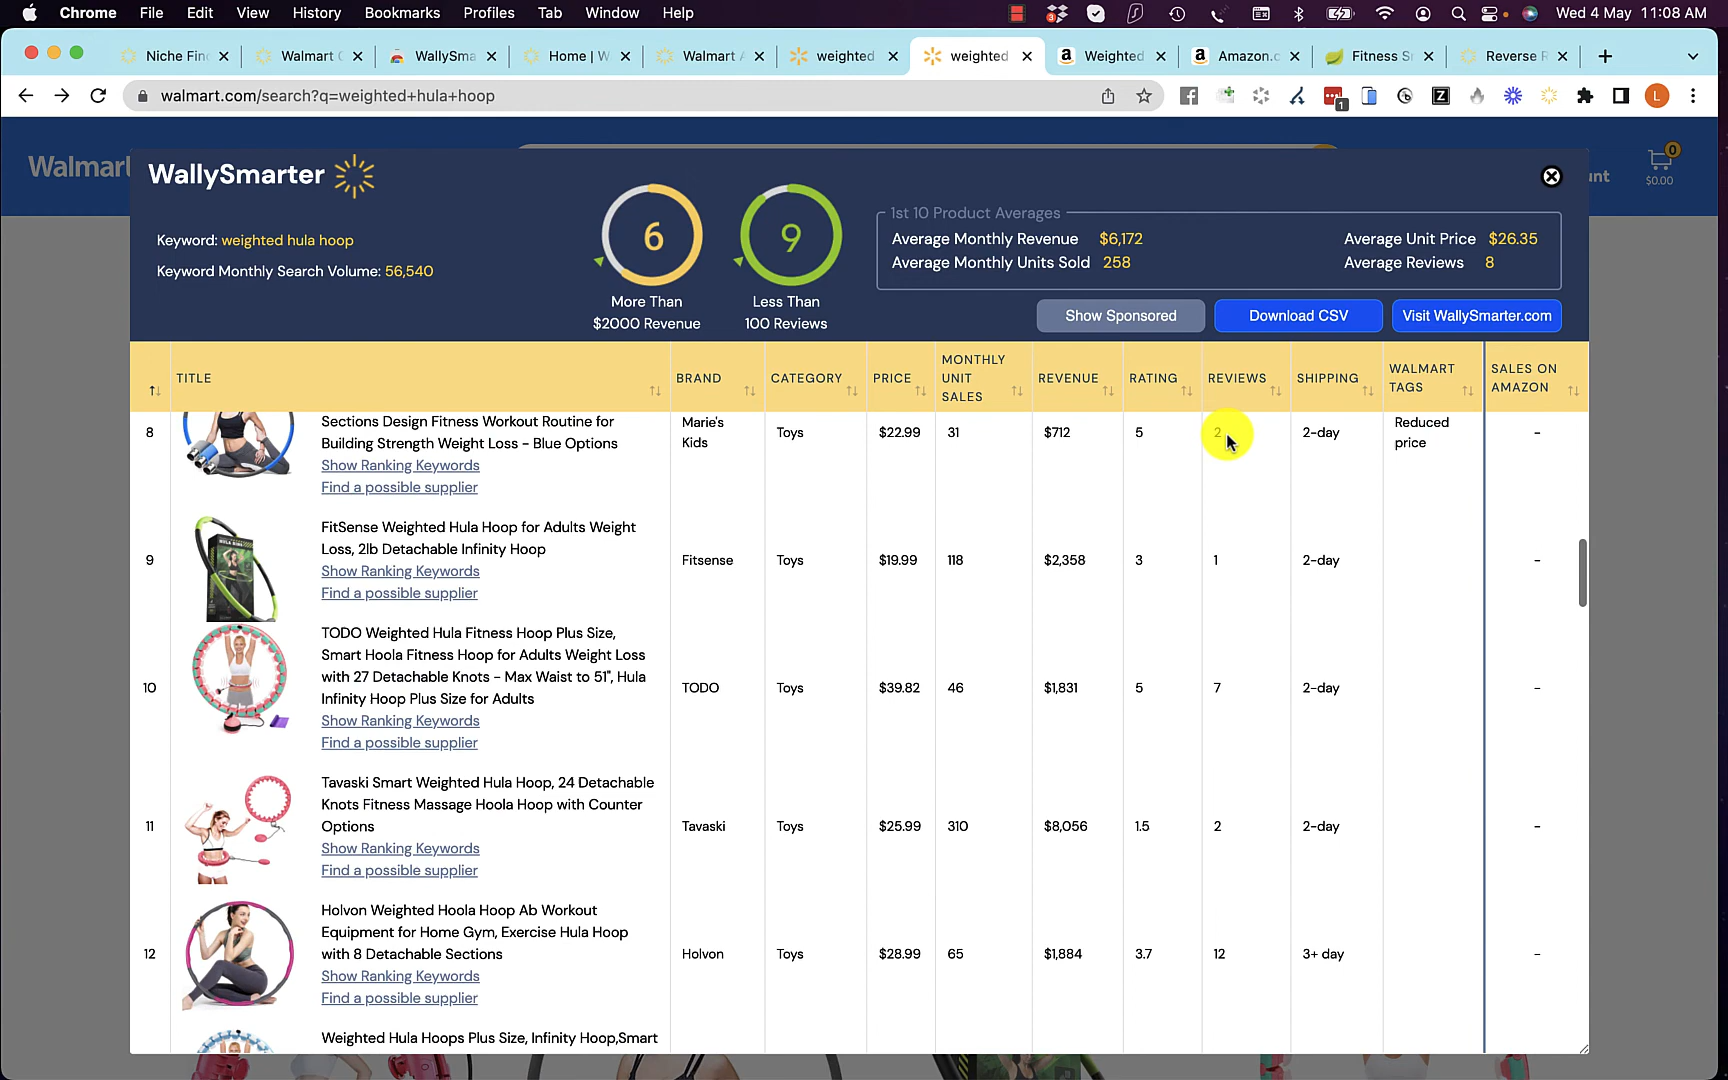 Chrome File Edit View History Bookmarks Profiles Tab Window Help Wed 4 May 11:08 AM
Niche Fin Walmart WallySma Home | W Walmart A weighted weighted Weighted Amazon.c Fitness S Reverse R
walmart.com/search?q=weighted+hula+hoop
Walmart
0
$0.00
WallySmarter
Keyword: weighted hula hoop
Keyword Monthly Search Volume: 56,540
6
More Than
$2000 Revenue
9
Less Than
100 Reviews
1st 10 Product Averages
Average Monthly Revenue $6,172 Average Unit Price $26.35
Average Monthly Units Sold 258 Average Reviews 8
Show Sponsored Download CSV Visit WallySmarter.com
TITLE BRAND CATEGORY PRICE MONTHLY UNIT SALES REVENUE RATING REVIEWS SHIPPING WALMART TAGS SALES ON AMAZON
8 Sections Design Fitness Workout Routine for
Building Strength Weight Loss - Blue Options
Show Ranking Keywords
Find a possible supplier
Marie's Kids Toys $22.99 31 $712 5 2 2-day Reduced price -
9 FitSense Weighted Hula Hoop for Adults Weight
Loss, 2lb Detachable Infinity Hoop
Show Ranking Keywords
Find a possible supplier
Fitsense Toys $19.99 118 $2,358 3 1 2-day -
10 TODO Weighted Hula Fitness Hoop Plus Size,
Smart Hoola Fitness Hoop for Adults Weight Loss
with 27 Detachable Knots - Max Waist to 51", Hula
Infinity Hoop Plus Size for Adults
Show Ranking Keywords
Find a possible supplier
TODO Toys $39.82 46 $1,831 5 7 2-day -
11 Tavaski Smart Weighted Hula Hoop, 24 Detachable
Knots Fitness Massage Hoola Hoop with Counter
Options
Show Ranking Keywords
Find a possible supplier
Tavaski Toys $25.99 310 $8,056 1.5 2 2-day -
12 Holvon Weighted Hoola Hoop Ab Workout
Equipment for Home Gym, Exercise Hula Hoop
with 8 Detachable Sections
Show Ranking Keywords
Find a possible supplier
Holvon Toys $28.99 65 $1,884 3.7 12 3+ day -
Weighted Hula Hoops Plus Size, Infinity Hoop,Smart